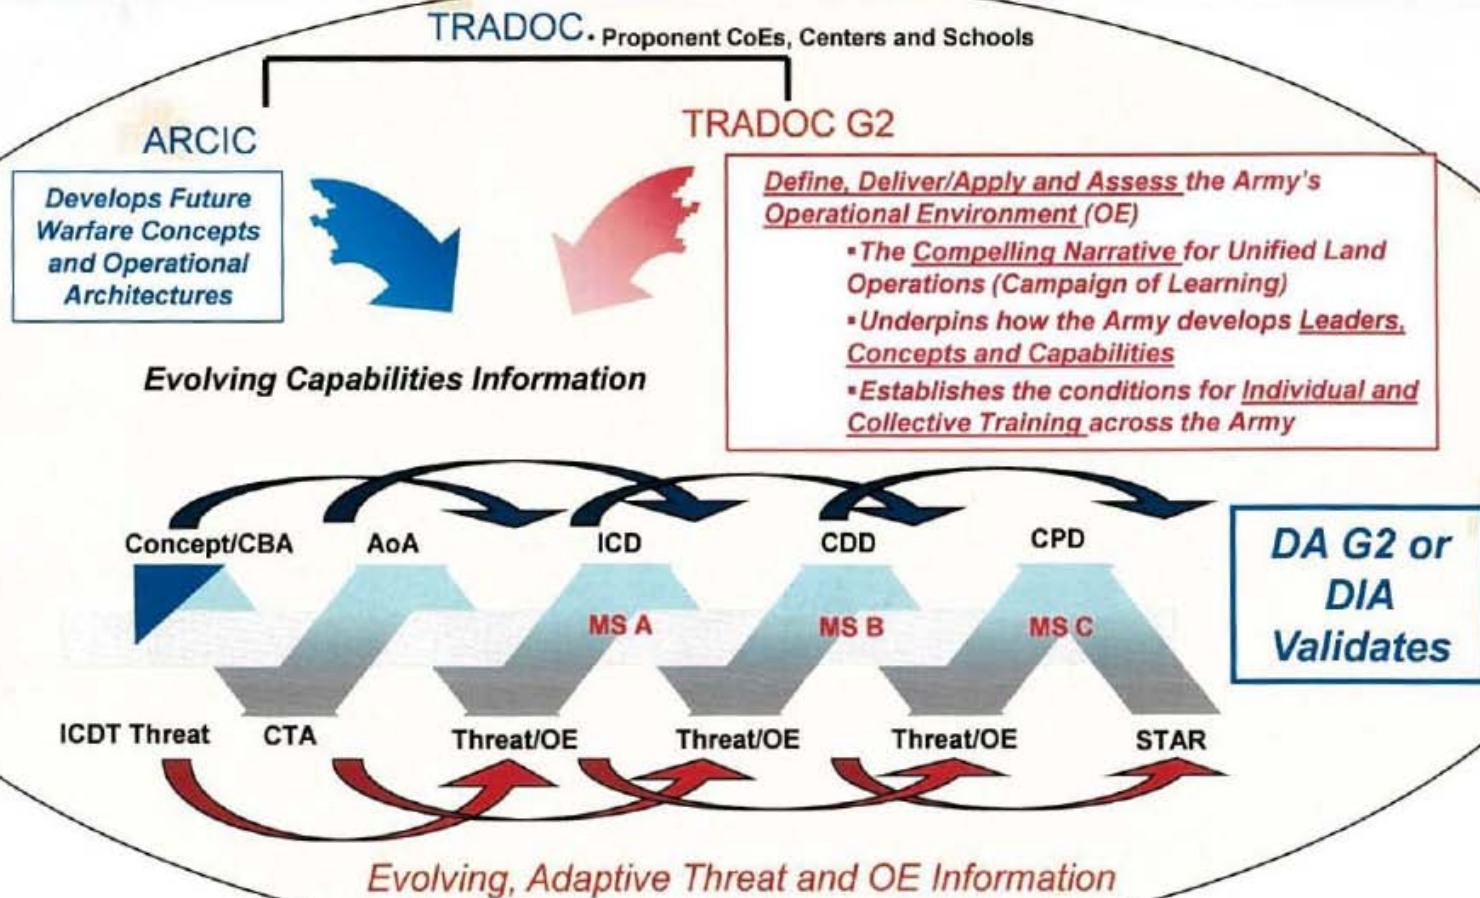 TRADOC. Proponent CoEs, Centers and Schools
ARCIC
TRADOC G2
Develops Future
Warfare Concepts
and Operational
Architectures
Define, Deliver/Apply and Assess the Army's
Operational Environment (OE)
▪The Compelling Narrative for Unified Land
Operations (Campaign of Learning)
▪Underpins how the Army develops Leaders,
Concepts and Capabilities
▪Establishes the conditions for Individual and
Collective Training across the Army
Evolving Capabilities Information
Concept/CBA AoA ICD CDD CPD
MS A MS B MS C
DA G2 or
DIA
Validates
ICDT Threat CTA Threat/OE Threat/OE Threat/OE STAR
Evolving, Adaptive Threat and OE Information